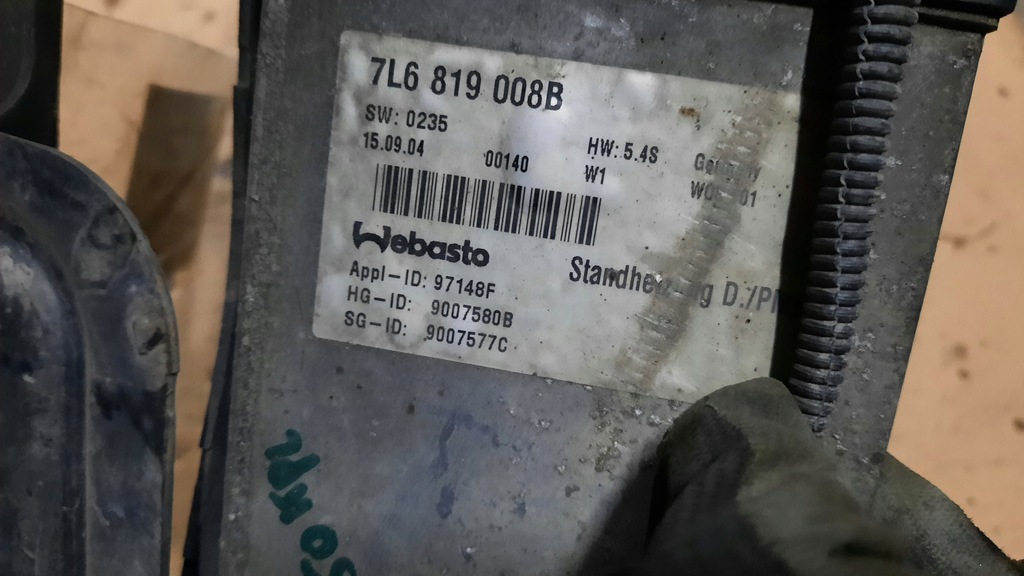 7L6 819 008B
SW: 0235
15.09.04 00140 HW: 5.4S
W1
Webasto
Appl-ID: 97148F
HG-ID: 9007580B
SG-ID: 9007577C
D./